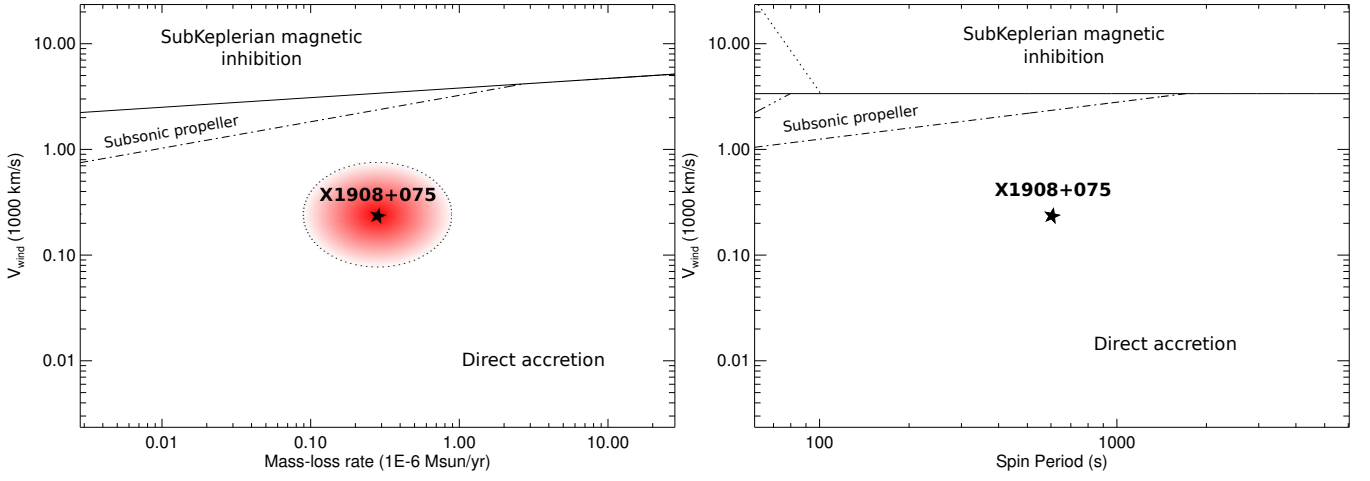 SubKeplerian magnetic
inhibition
Subsonic propeller
X1908+075
Direct accretion
10.00
1.00
0.10
0.01
V wind (1000 km/s)
0.01
0.10
1.00
10.00
Mass-loss rate (1E-6 Msun/yr)
SubKeplerian magnetic
inhibition
Subsonic propeller
X1908+075
Direct accretion
10.00
1.00
0.10
0.01
V wind (1000 km/s)
100
1000
Spin Period (s)